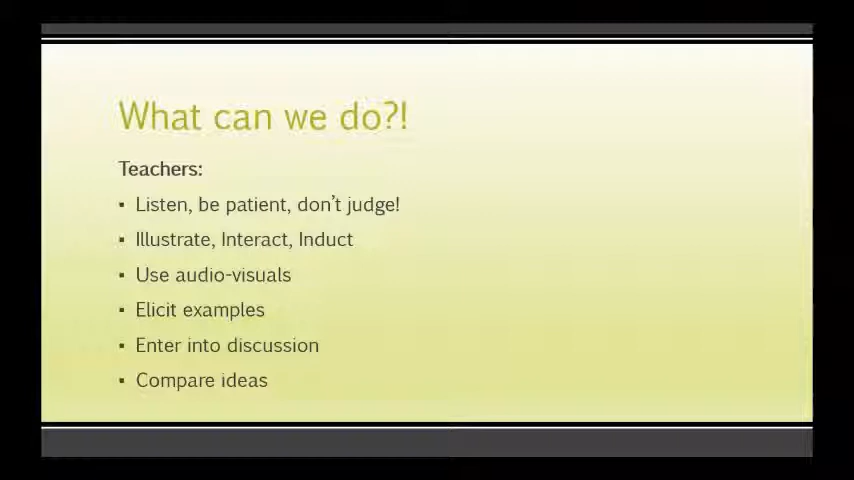 What can we do?!
Teachers:
▪ Listen, be patient, don't judge!
▪ Illustrate, Interact, Induct
▪ Use audio-visuals
▪ Elicit examples
▪ Enter into discussion
▪ Compare ideas